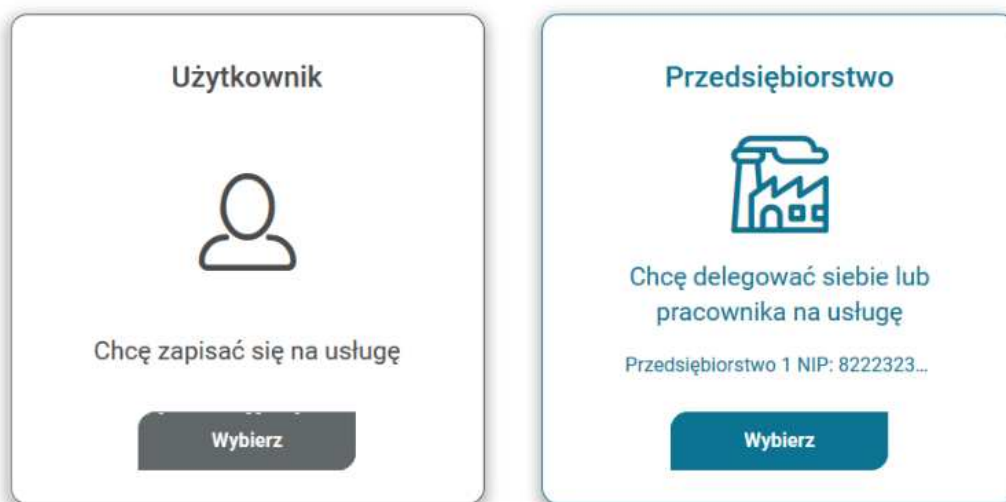 Użytkownik
Chcę zapisać się na usługę
Wybierz
Przedsiębiorstwo
Chcę delegować siebie lub
pracownika na usługę
Przedsiębiorstwo 1 NIP: 8222323...
Wybierz